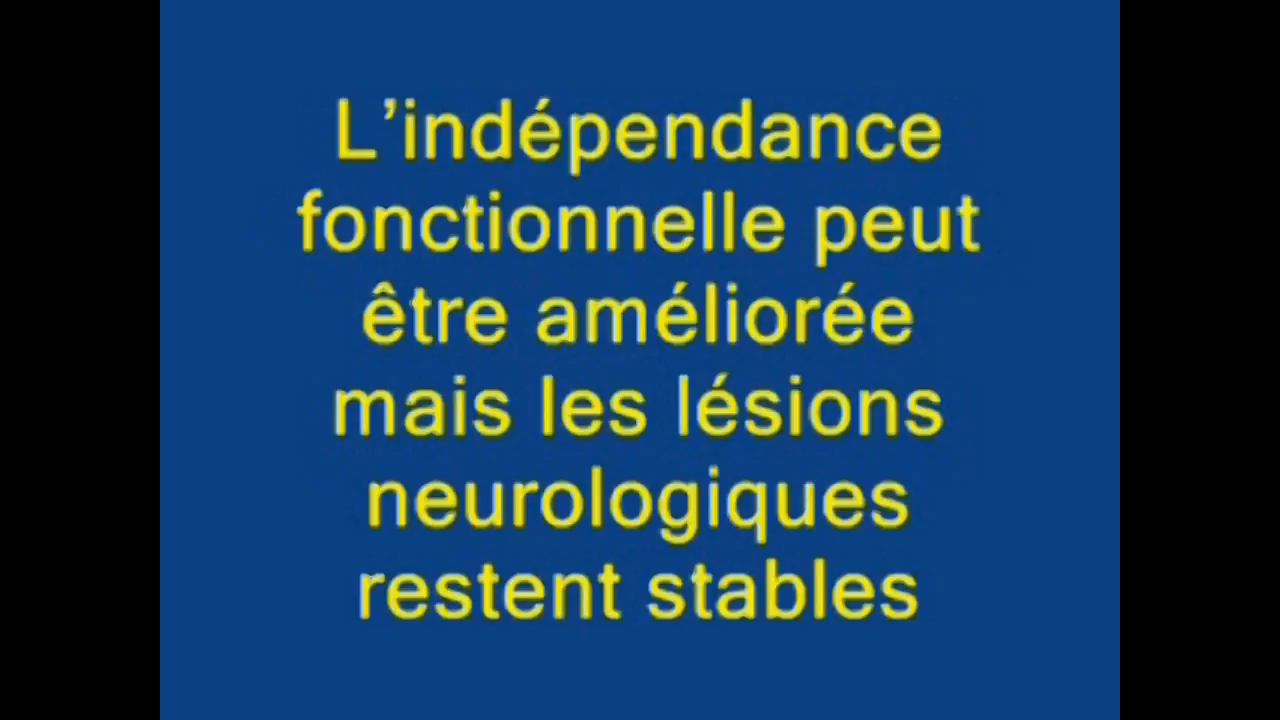 L’indépendance
fonctionnelle peut
être améliorée
mais les lésions
neurologiques
restent stables